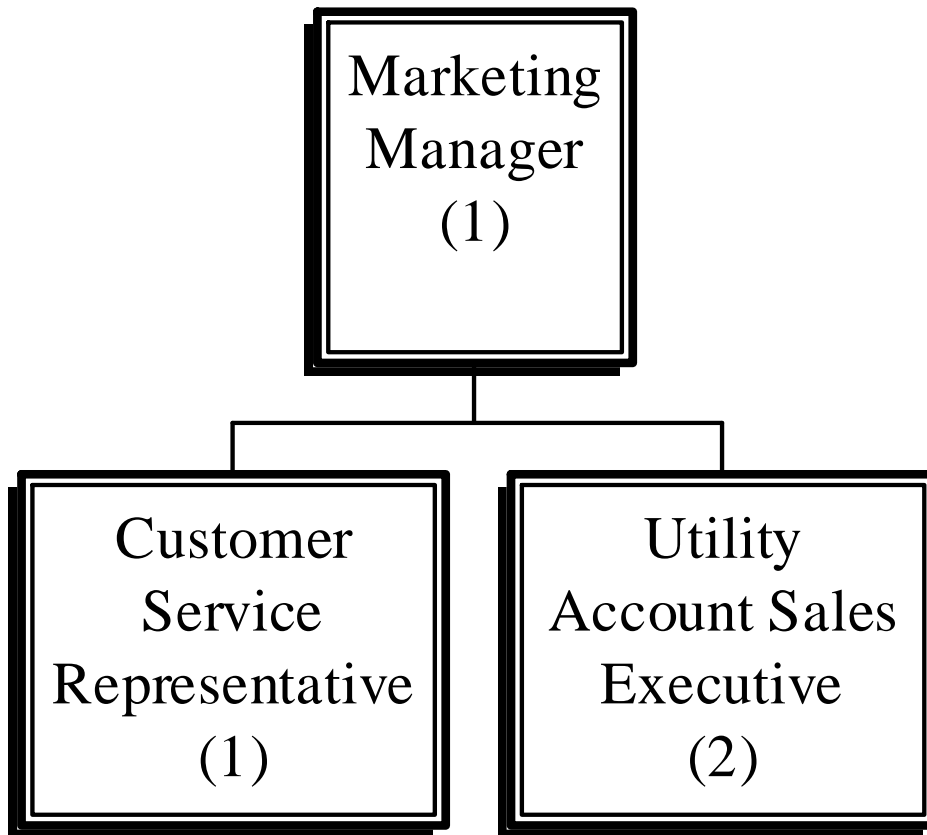 Marketing
Manager
(1)
Customer
Service
Representative
(1)
Utility
Account Sales
Executive
(2)